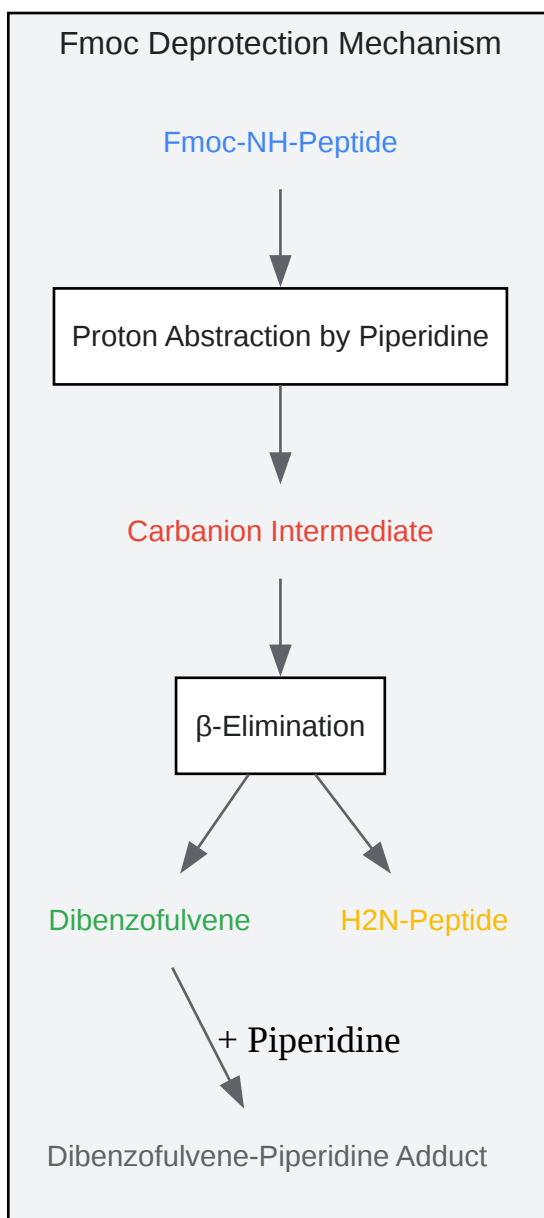 Fmoc Deprotection Mechanism
Fmoc-NH-Peptide
Proton Abstraction by Piperidine
Carbanion Intermediate
β-Elimination
Dibenzofulvene
H2N-Peptide
+ Piperidine
Dibenzofulvene-Piperidine Adduct